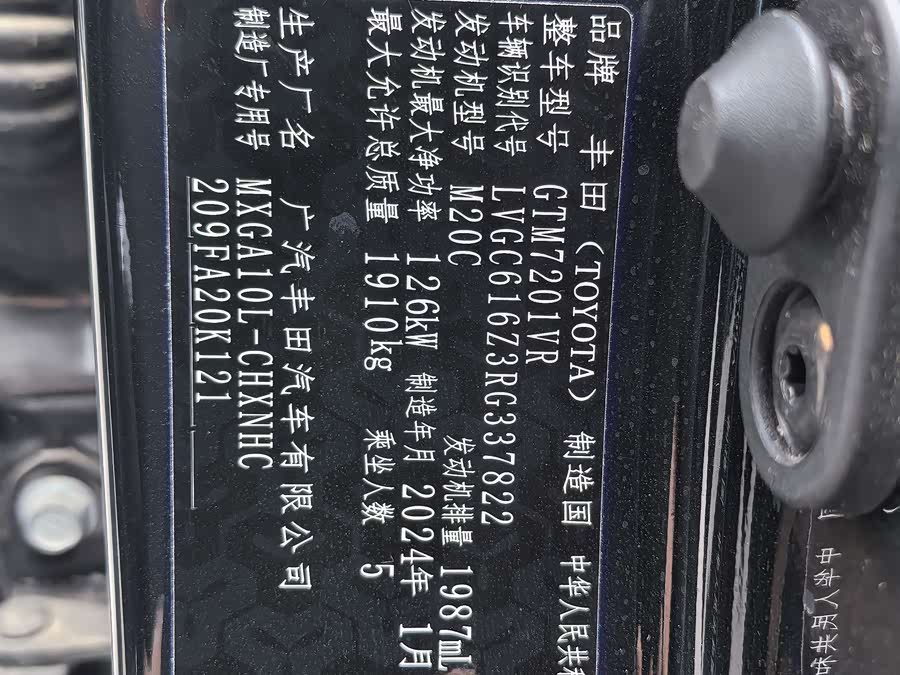 品牌 丰田（TOYOTA） 制造国 中华人民共和
整车型号 GTM7201VR
车辆识别代号 LVGC616Z3RG337822
发动机型号 M20C 发动机排量 1987mL
发动机最大净功率 126kW 制造年月 2024年 1月
最大允许总质量 1910kg 乘坐人数 5
生产厂名 广汽丰田汽车有限公司
制造厂专用号 MXGA10L-CHXNHC
209FA20K121